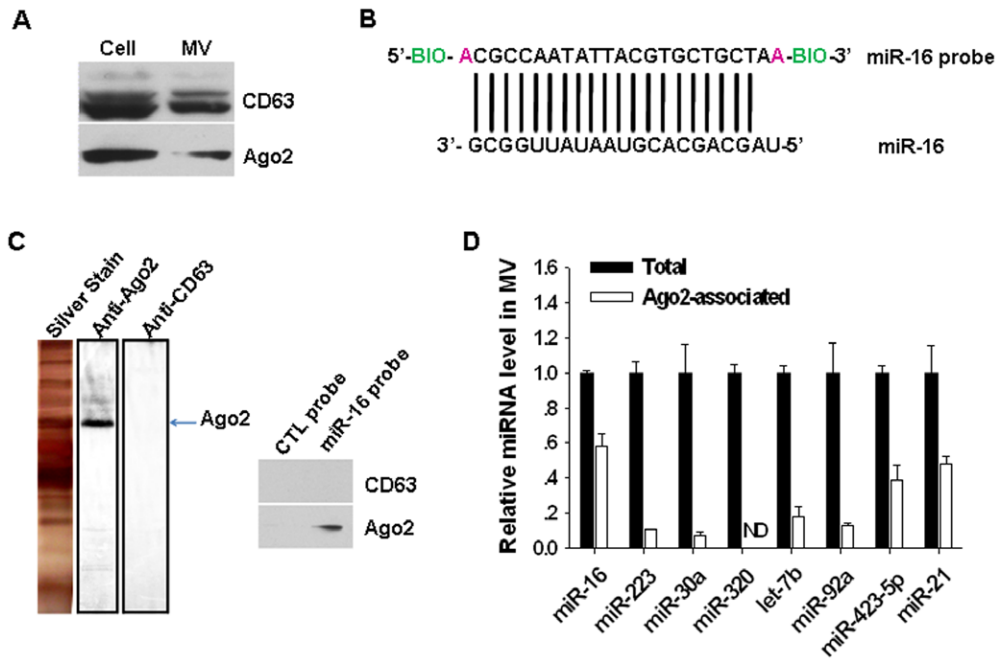 A
Cell MV
CD63
Ago2
B
5’-BIO- ACGCCAATATTACGTGCTGCTAA-BIO-3’ miR-16 probe
3’- GCGGUUAUAAUGCACGACGAU-5’ miR-16
C
Silver Stain
Anti-Ago2
Anti-CD63
Ago2
CTL probe
miR-16 probe
CD63
Ago2
D
Relative miRNA level in MV
Total
Ago2-associated
1.6
1.4
1.2
1.0
.8
.6
.4
.2
0.0
ND
miR-16
miR-223
miR-30a
miR-320
let-7b
miR-92a
miR-423-5p
miR-21